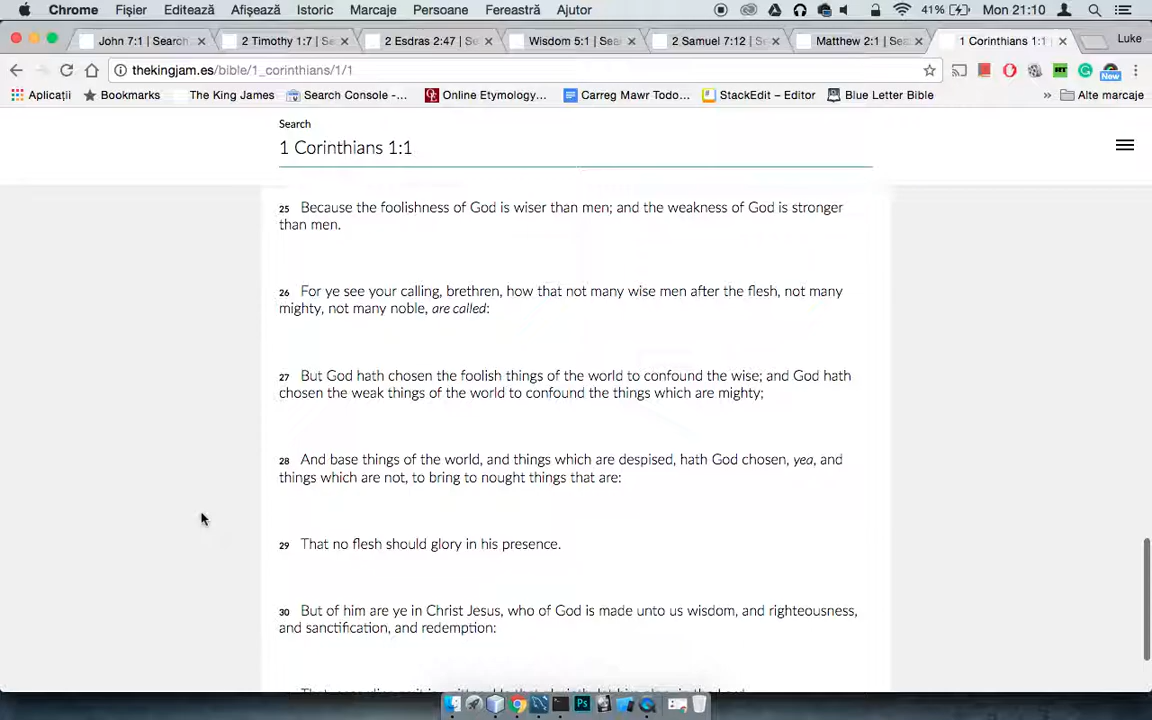 Chrome Fișier Editează Afișează Istoric Marcaje Persoane Fereastră Ajutor 41% Mon 21:10
John 7:1 | Search 2 Timothy 1:7 | Se 2 Esdras 2:47 | Su Wisdom 5:1 | Sea 2 Samuel 7:12 | Se Matthew 2:1 | Sea 1 Corinthians 1:1 | Luke
thekingjam.es/bible/1_corinthians/1/1
New
Aplicații Bookmarks The King James Search Console -... Online Etymology... Carreg Mawr Todo... StackEdit – Editor Blue Letter Bible » Alte marcaje
Search
1 Corinthians 1:1
25 Because the foolishness of God is wiser than men; and the weakness of God is stronger
than men.
26 For ye see your calling, brethren, how that not many wise men after the flesh, not many
mighty, not many noble, are called:
27 But God hath chosen the foolish things of the world to confound the wise; and God hath
chosen the weak things of the world to confound the things which are mighty;
28 And base things of the world, and things which are despised, hath God chosen, yea, and
things which are not, to bring to nought things that are:
29 That no flesh should glory in his presence.
30 But of him are ye in Christ Jesus, who of God is made unto us wisdom, and righteousness,
and sanctification, and redemption: